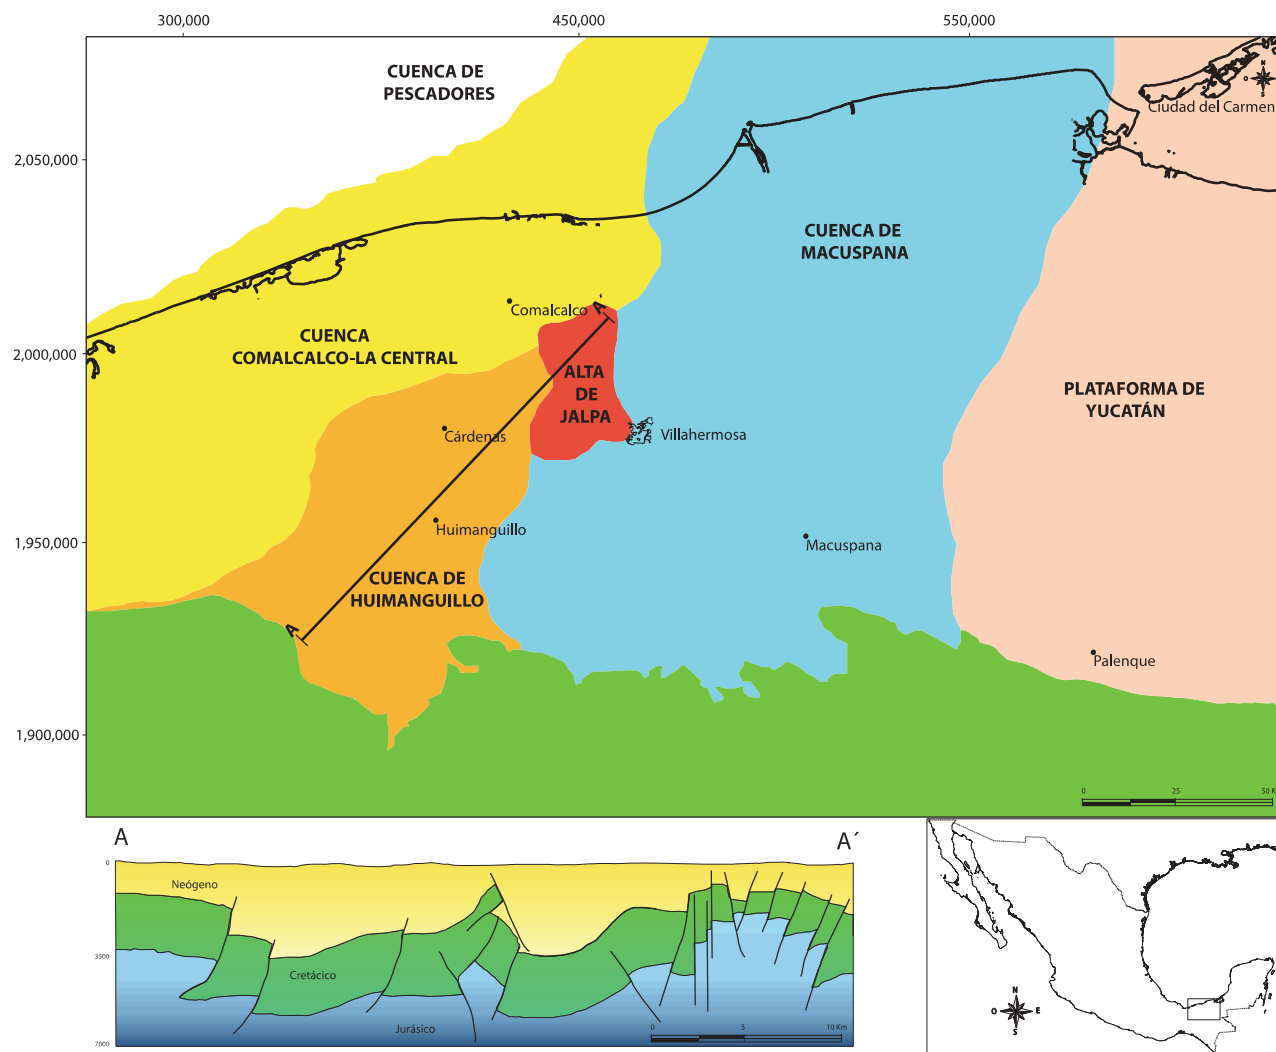 300,000
450,000
550,000
CUENCA DE
PESCADORES
N
O
S
Ciudad del Carmen
2,050,000
CUENCA DE
MACUSPANA
Comalcalco
A'
CUENCA
COMALCALCO-LA CENTRAL
2,000,000
ALTA
DE
JALPA
PLATAFORMA DE
YUCATÁN
Cárdenas
Villahermosa
Huimanguillo
1,950,000
Macuspana
CUENCA DE
HUIMANGUILLO
A
Palenque
1,900,000
0
25
50 K
A
A´
0
Neógeno
3500
Cretácico
Jurásico
7000
0
5
10 Km
N
O
E
S